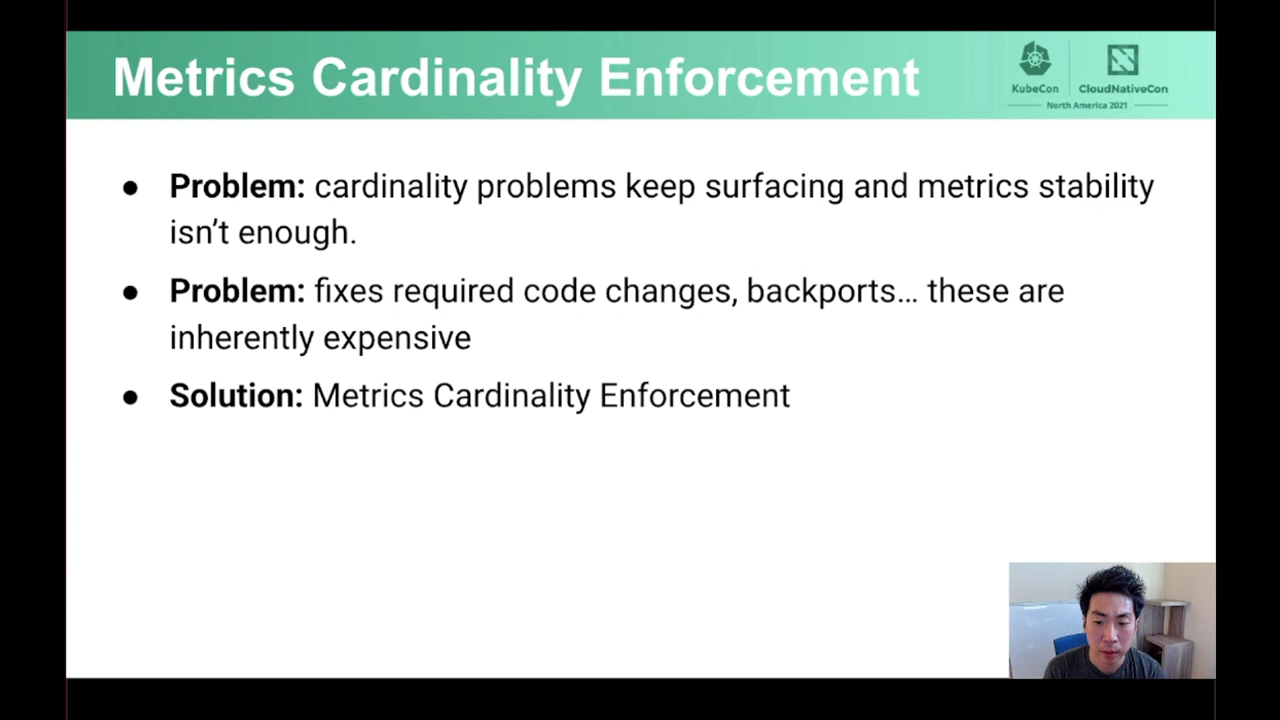 Metrics Cardinality Enforcement
KubeCon
CloudNativeCon
North America 2021
● Problem: cardinality problems keep surfacing and metrics stability
isn’t enough.
● Problem: fixes required code changes, backports… these are
inherently expensive
● Solution: Metrics Cardinality Enforcement